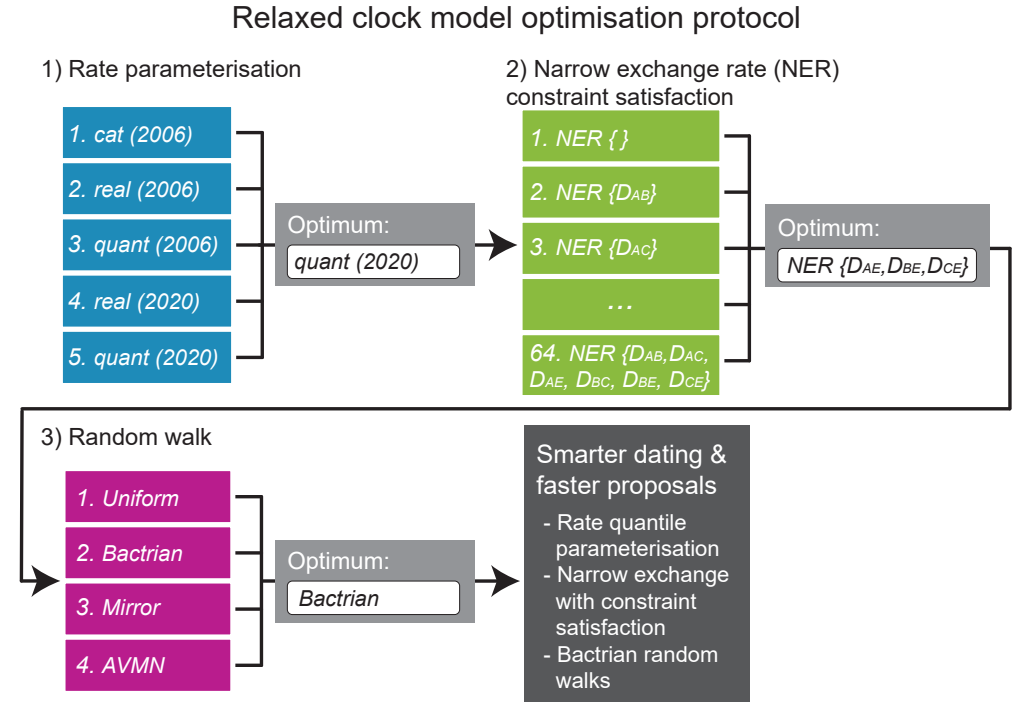 Relaxed clock model optimisation protocol
1) Rate parameterisation
1. cat (2006)
2. real (2006)
3. quant (2006)
4. real (2020)
5. quant (2020)
Optimum:
quant (2020)
2) Narrow exchange rate (NER)
constraint satisfaction
1. NER { }
2. NER {DAB}
3. NER {DAC}
...
64. NER {DAB,DAC,
DAE, DBC, DBE, DCE}
Optimum:
NER {DAE,DBE,DCE}
3) Random walk
1. Uniform
2. Bactrian
3. Mirror
4. AVMN
Optimum:
Bactrian
Smarter dating &
faster proposals
- Rate quantile
parameterisation
- Narrow exchange
with constraint
satisfaction
- Bactrian random
walks